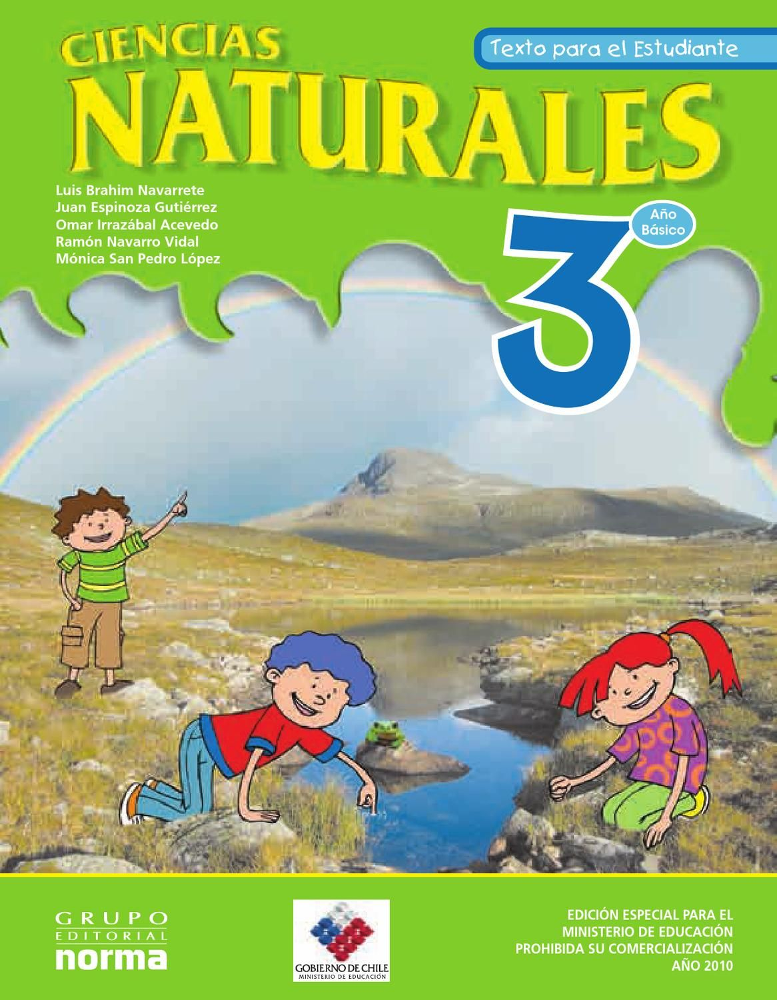 CIENCIAS
Texto para el Estudiante
NATURALES
Luis Brahim Navarrete
Juan Espinoza Gutiérrez
Omar Irrazábal Acevedo
Ramón Navarro Vidal
Mónica San Pedro López
3
Año
Básico
GRUPO
EDITORIAL
norma
GOBIERNO DE CHILE
MINISTERIO DE EDUCACIÓN
EDICIÓN ESPECIAL PARA EL
MINISTERIO DE EDUCACIÓN
PROHIBIDA SU COMERCIALIZACIÓN
AÑO 2010